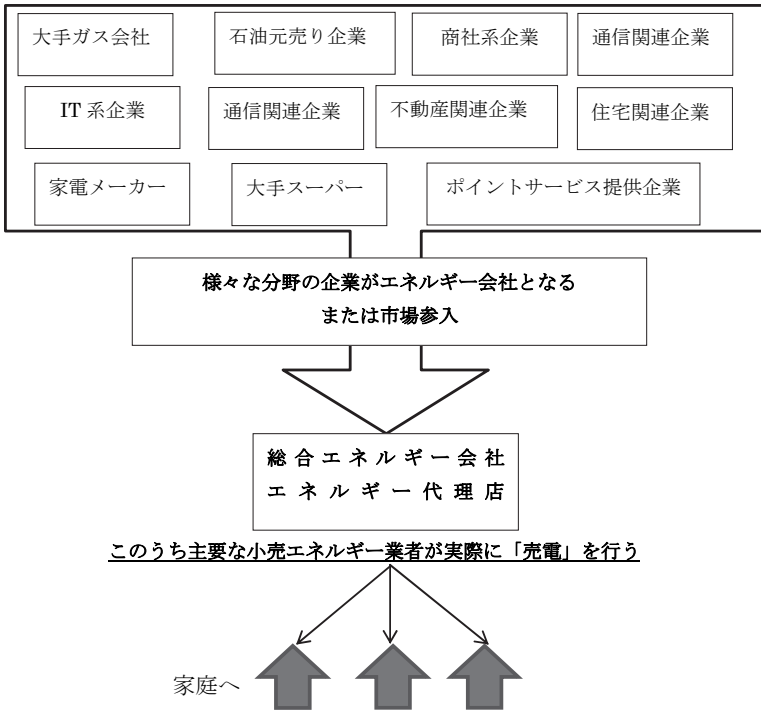 大手ガス会社
石油元売り企業
商社系企業
通信関連企業
IT 系企業
通信関連企業
不動産関連企業
住宅関連企業
家電メーカー
大手スーパー
ポイントサービス提供企業
様々な分野の企業がエネルギー会社となる
または市場参入
総合エネルギー会社
エネルギー代理店
このうち主要な小売エネルギー業者が実際に「売電」を行う
家庭へ